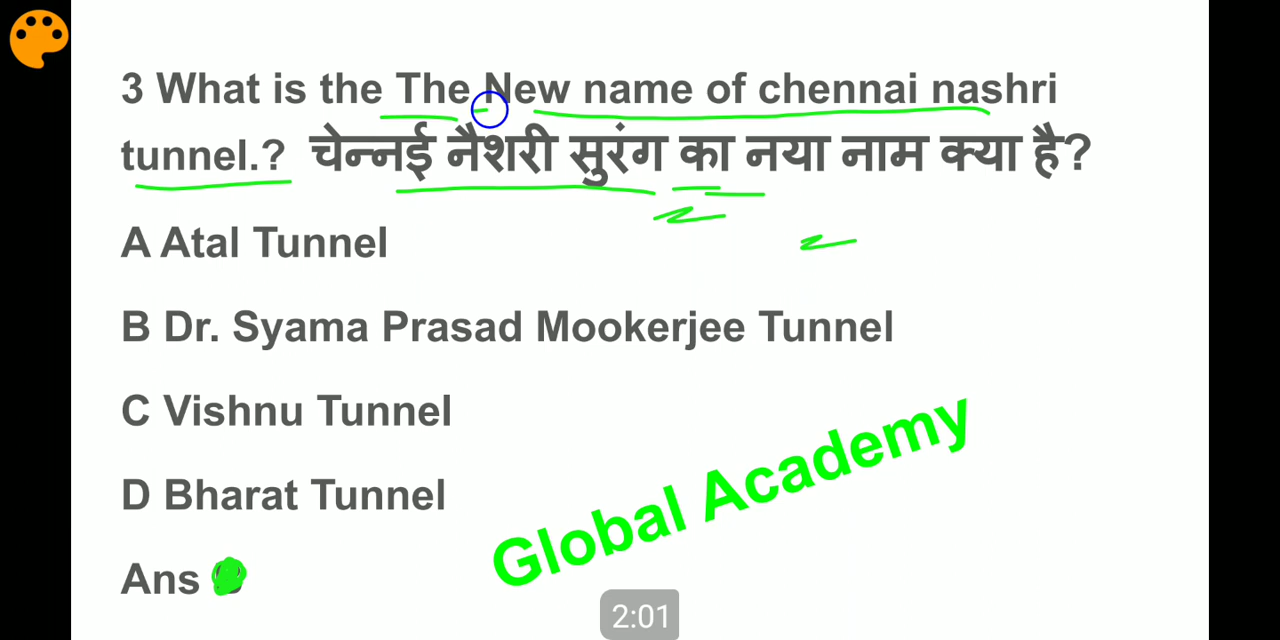 3 What is the The New name of chennai nashri
tunnel.? चेन्नई नैशरी सुरंग का नया नाम क्या है?
A Atal Tunnel
B Dr. Syama Prasad Mookerjee Tunnel
C Vishnu Tunnel
D Bharat Tunnel
Global Academy
Ans
2:01